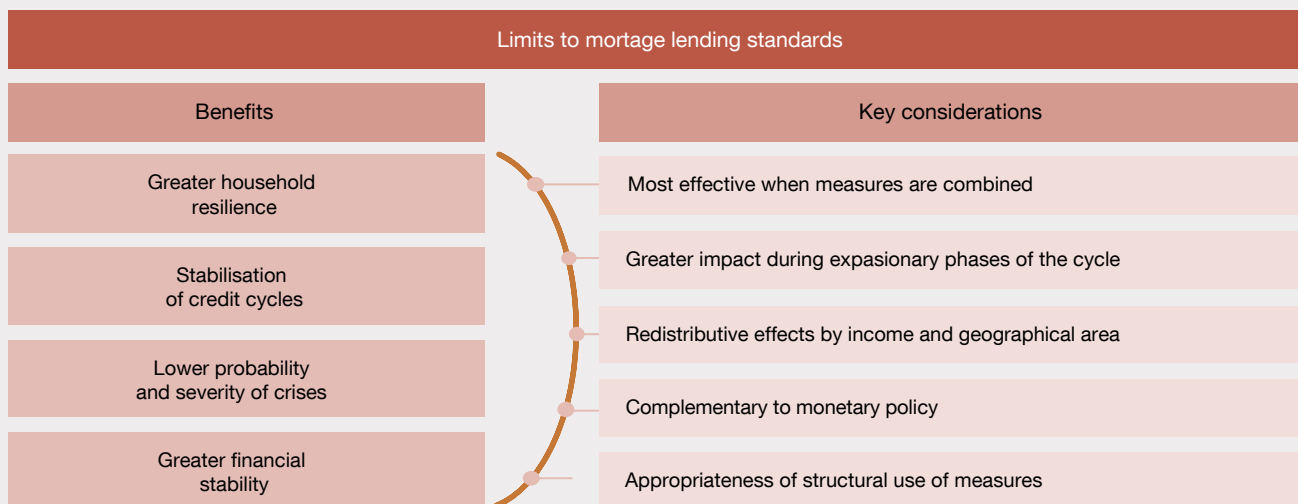 Limits to mortage lending standards
Benefits
Greater household
resilience
Stabilisation
of credit cycles
Lower probability
and severity of crises
Greater financial
stability
Key considerations
Most effective when measures are combined
Greater impact during expasionary phases of the cycle
Redistributive effects by income and geographical area
Complementary to monetary policy
Appropriateness of structural use of measures